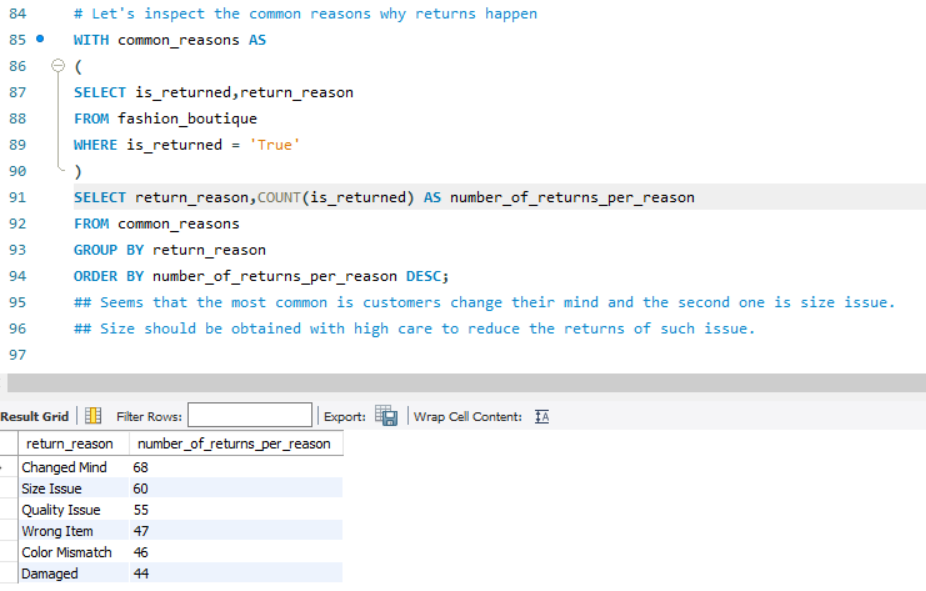 84 # Let's inspect the common reasons why returns happen
85 WITH common_reasons AS
86 (
87 SELECT is_returned,return_reason
88 FROM fashion_boutique
89 WHERE is_returned = 'True'
90 )
91 SELECT return_reason,COUNT(is_returned) AS number_of_returns_per_reason
92 FROM common_reasons
93 GROUP BY return_reason
94 ORDER BY number_of_returns_per_reason DESC;
95 ## Seems that the most common is customers change their mind and the second one is size issue.
96 ## Size should be obtained with high care to reduce the returns of such issue.
97
Result Grid Filter Rows: Export: Wrap Cell Content: IA
return_reason number_of_returns_per_reason
Changed Mind 68
Size Issue 60
Quality Issue 55
Wrong Item 47
Color Mismatch 46
Damaged 44